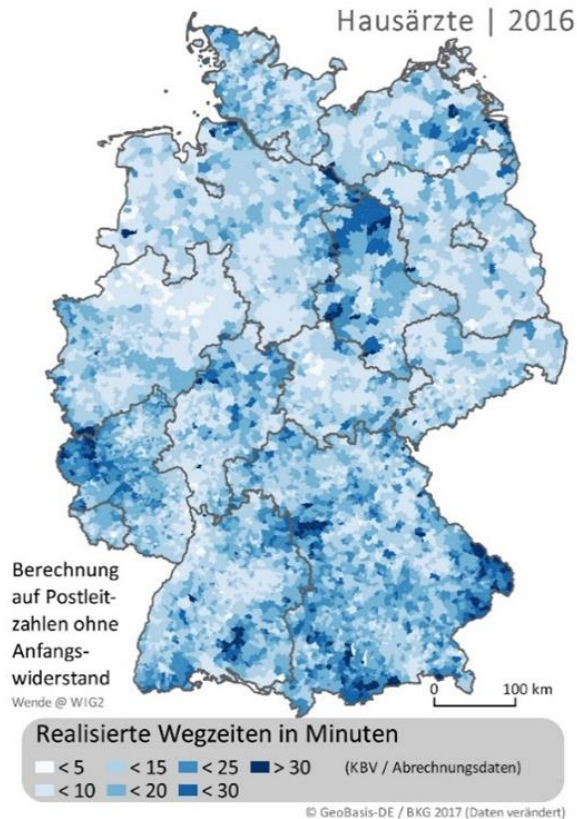 Hausärzte | 2016
Berechnung
auf Postleit-
zahlen ohne
Anfangs-
widerstand
Wende @ WIG2
0 100 km
Realisierte Wegzeiten in Minuten
< 5 < 15 < 25 > 30 (KBV / Abrechnungsdaten)
< 10 < 20 < 30
© GeoBasis-DE / BKG 2017 (Daten verändert)